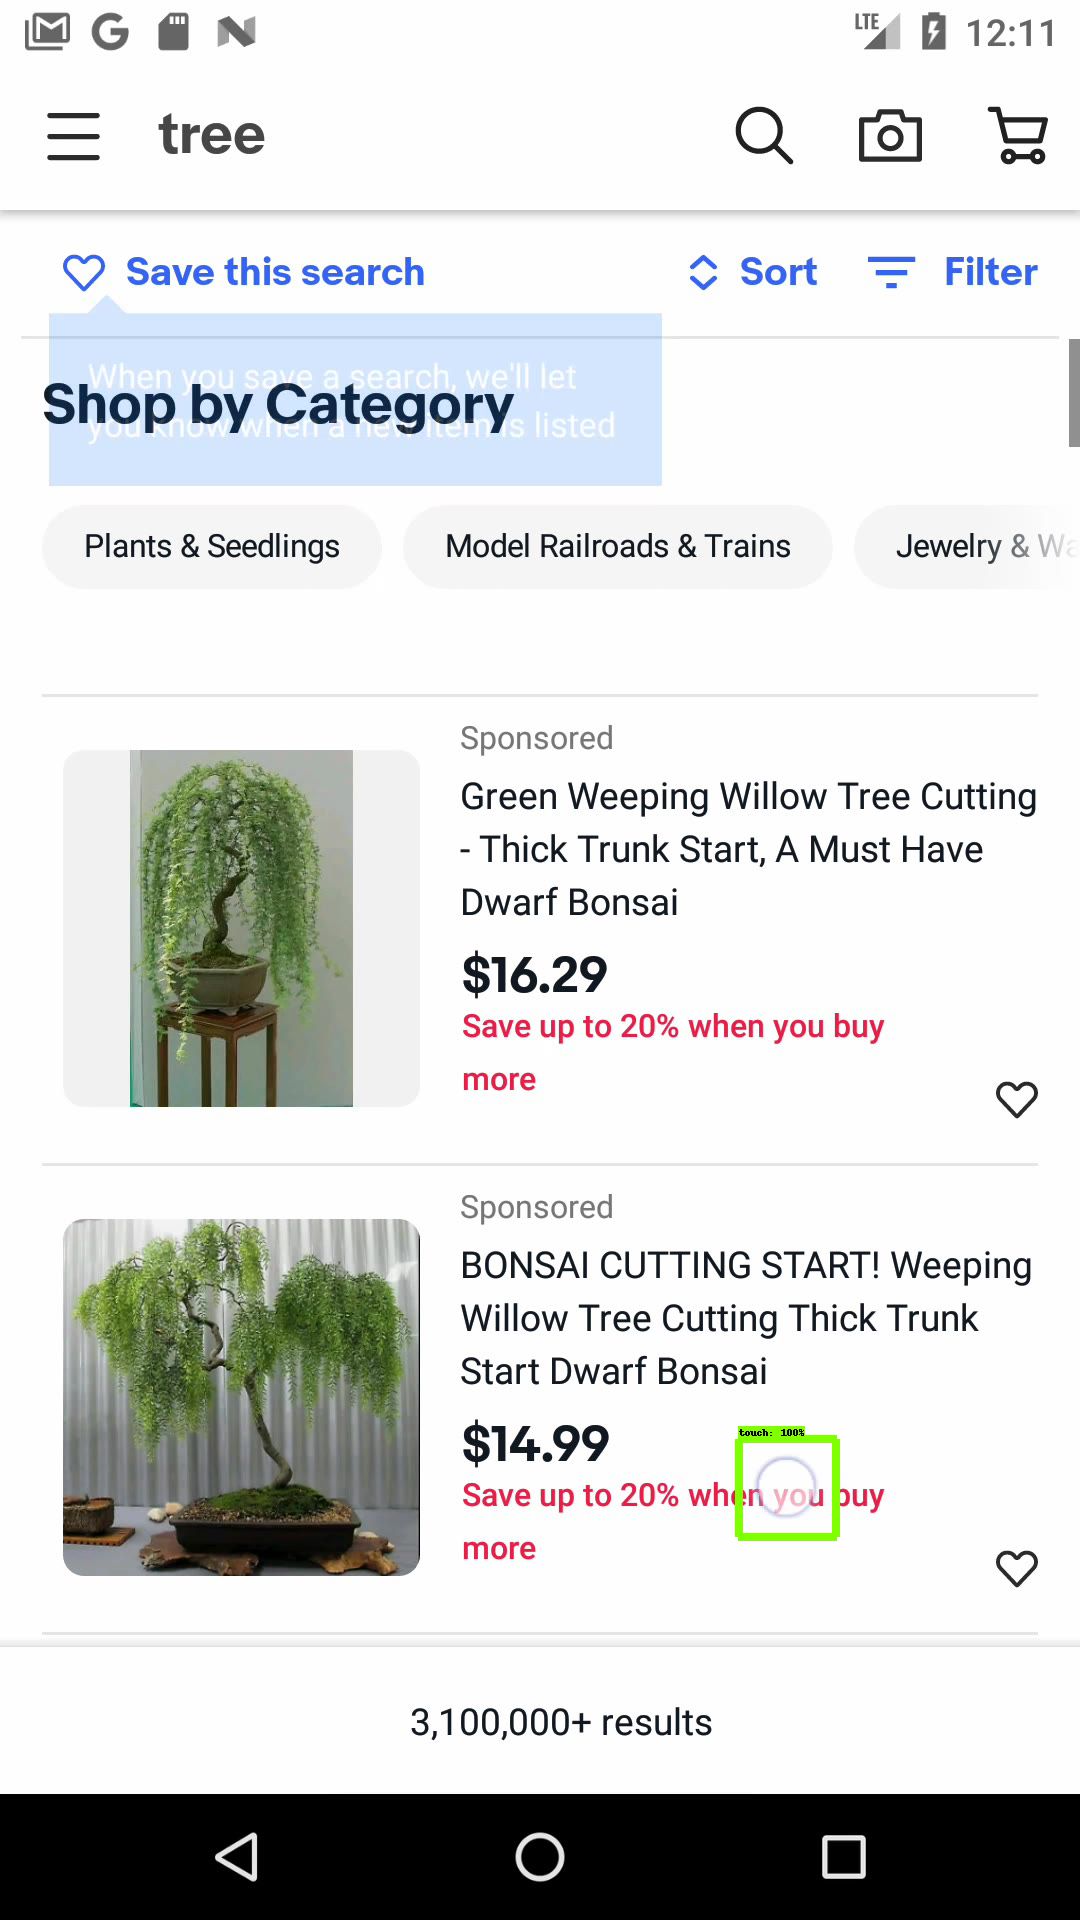 LTE 12:11
tree
Save this search Sort Filter
When you save a search, we'll let
you know when a new item is listed
Shop by Category
Plants & Seedlings Model Railroads & Trains Jewelry & Wa
Sponsored
Green Weeping Willow Tree Cutting
- Thick Trunk Start, A Must Have
Dwarf Bonsai
$16.29
Save up to 20% when you buy
more
Sponsored
BONSAI CUTTING START! Weeping
Willow Tree Cutting Thick Trunk
Start Dwarf Bonsai
$14.99
touch: 100%
Save up to 20% when you buy
more
3,100,000+ results